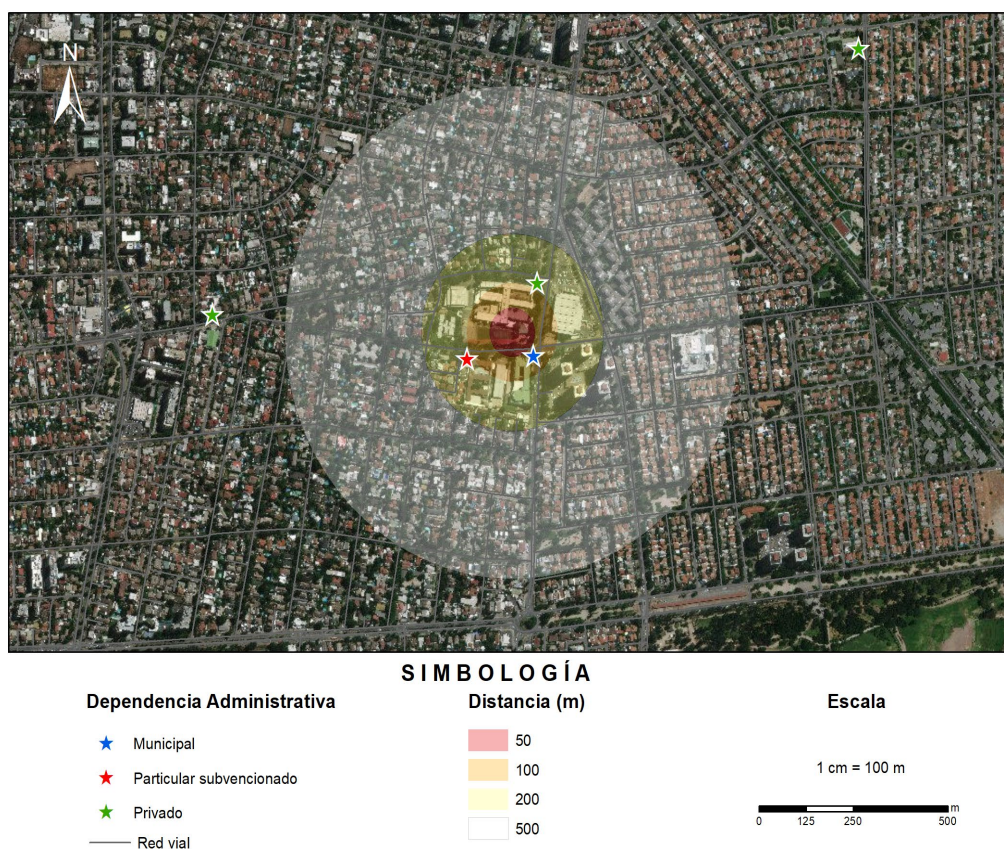 N
SIMBOLOGÍA
Dependencia Administrativa
Municipal
Particular subvencionado
Privado
Red vial
Distancia (m)
50
100
200
500
Escala
1 cm = 100 m
m
0 125 250 500